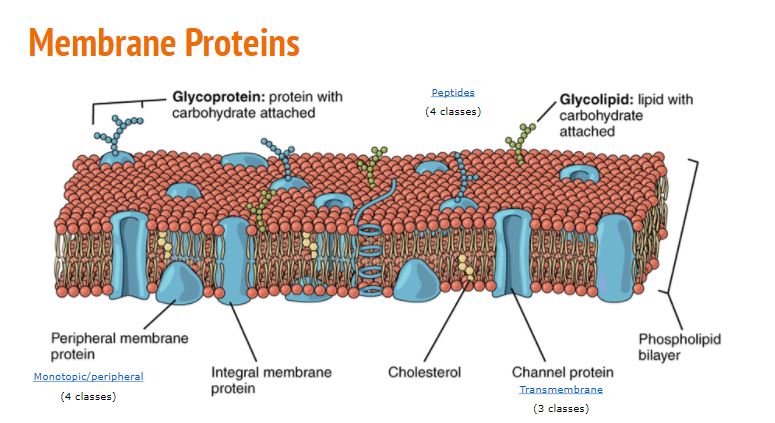 Membrane Proteins
Glycoprotein: protein with
carbohydrate attached
Peptides
(4 classes)
Glycolipid: lipid with
carbohydrate
attached
Peripheral membrane
protein
Monotopic/peripheral
(4 classes)
Integral membrane
protein
Cholesterol
Channel protein
Transmembrane
(3 classes)
Phospholipid
bilayer